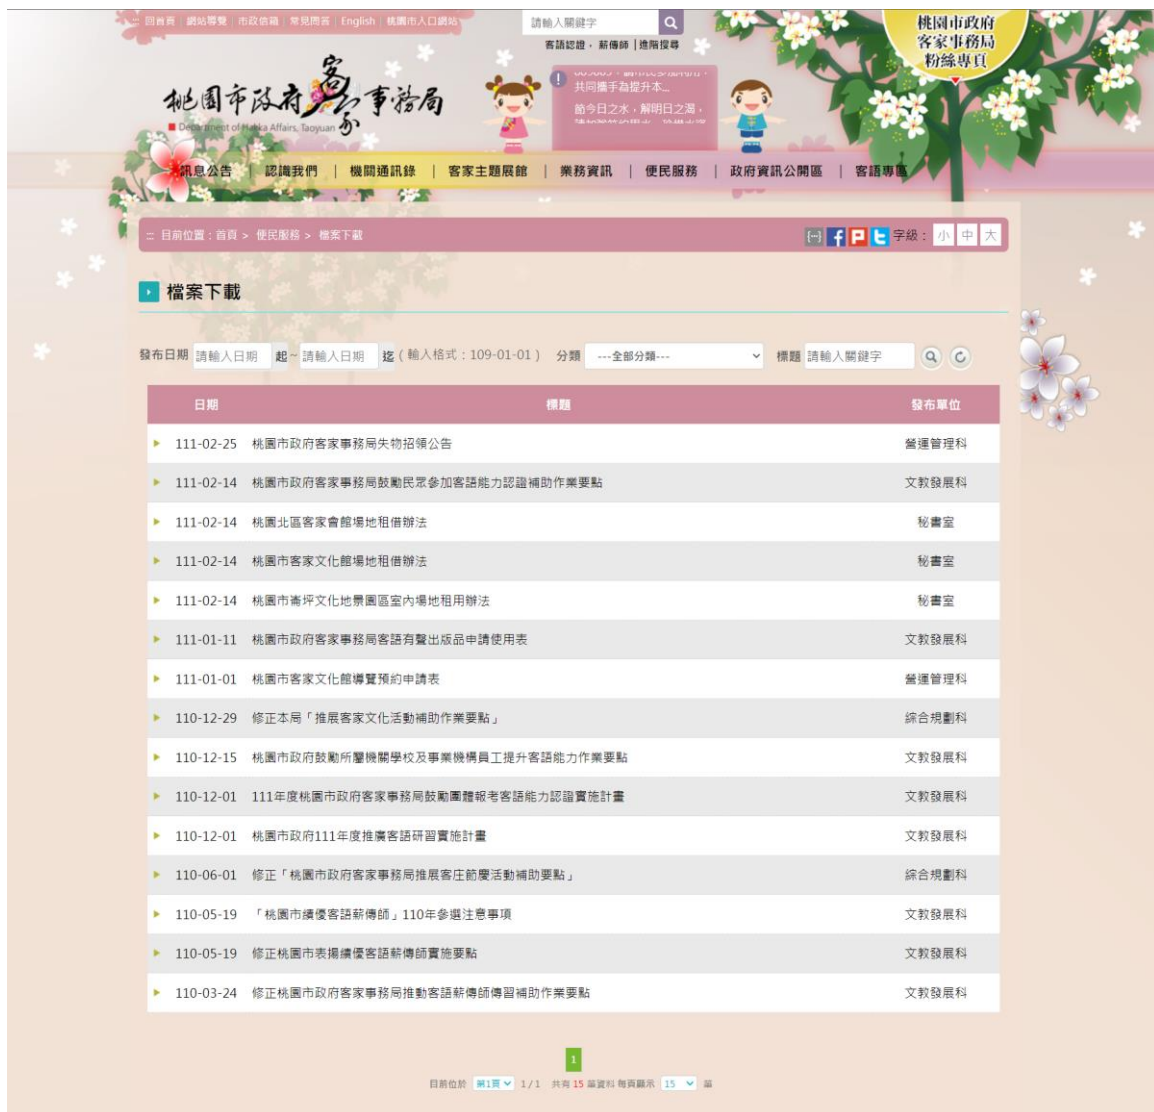 回首頁 | 網站導覽 | 市政信箱 | 常見問答 | English | 桃園市入口網站
請輸入關鍵字
客語認證、薪傳師 | 進階搜尋
桃園市政府
客家事務局
粉絲專頁
桃園市政府客家事務局
Department of Hakka Affairs, Taoyuan
共同攜手為提升本...
節今日之水,解明日之渴,
訊息公告 | 認識我們 | 機關通訊錄 | 客家主題展館 | 業務資訊 | 便民服務 | 政府資訊公開區 | 客語專區
::: 目前位置:首頁 > 便民服務 > 檔案下載
字級: 小 中 大
檔案下載
發布日期 請輸入日期 起~ 請輸入日期 迄 (輸入格式:109-01-01) 分類 ---全部分類--- 標題 請輸入關鍵字
日期 標題 發布單位
111-02-25 桃園市政府客家事務局失物招領公告 營運管理科
111-02-14 桃園市政府客家事務局鼓勵民眾參加客語能力認證補助作業要點 文教發展科
111-02-14 桃園北區客家會館場地租借辦法 秘書室
111-02-14 桃園市客家文化館場地租借辦法 秘書室
111-02-14 桃園市崙坪文化地景園區室內場地租用辦法 秘書室
111-01-11 桃園市政府客家事務局客語有聲出版品申請使用表 文教發展科
111-01-01 桃園市客家文化館導覽預約申請表 營運管理科
110-12-29 修正本局「推展客家文化活動補助作業要點」 綜合規劃科
110-12-15 桃園市政府鼓勵所屬機關學校及事業機構員工提升客語能力作業要點 文教發展科
110-12-01 111年度桃園市政府客家事務局鼓勵團體報考客語能力認證實施計畫 文教發展科
110-12-01 桃園市政府111年度推廣客語研習實施計畫 文教發展科
110-06-01 修正「桃園市政府客家事務局推展客庄節慶活動補助要點」 綜合規劃科
110-05-19 「桃園市績優客語薪傳師」110年參選注意事項 文教發展科
110-05-19 修正桃園市表揚績優客語薪傳師實施要點 文教發展科
110-03-24 修正桃園市政府客家事務局推動客語薪傳師傳習補助作業要點 文教發展科
1
目前位於 第1頁 1/1 共有 15 筆資料 每頁顯示 15 筆